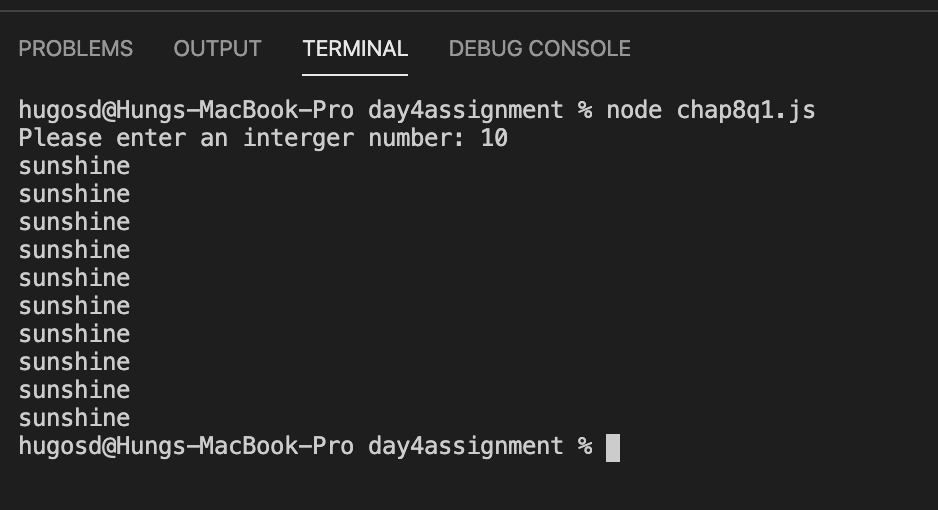 PROBLEMS OUTPUT TERMINAL DEBUG CONSOLE
hugosd@Hungs-MacBook-Pro day4assignment % node chap8q1.js
Please enter an interger number: 10
sunshine
sunshine
sunshine
sunshine
sunshine
sunshine
sunshine
sunshine
sunshine
sunshine
hugosd@Hungs-MacBook-Pro day4assignment %